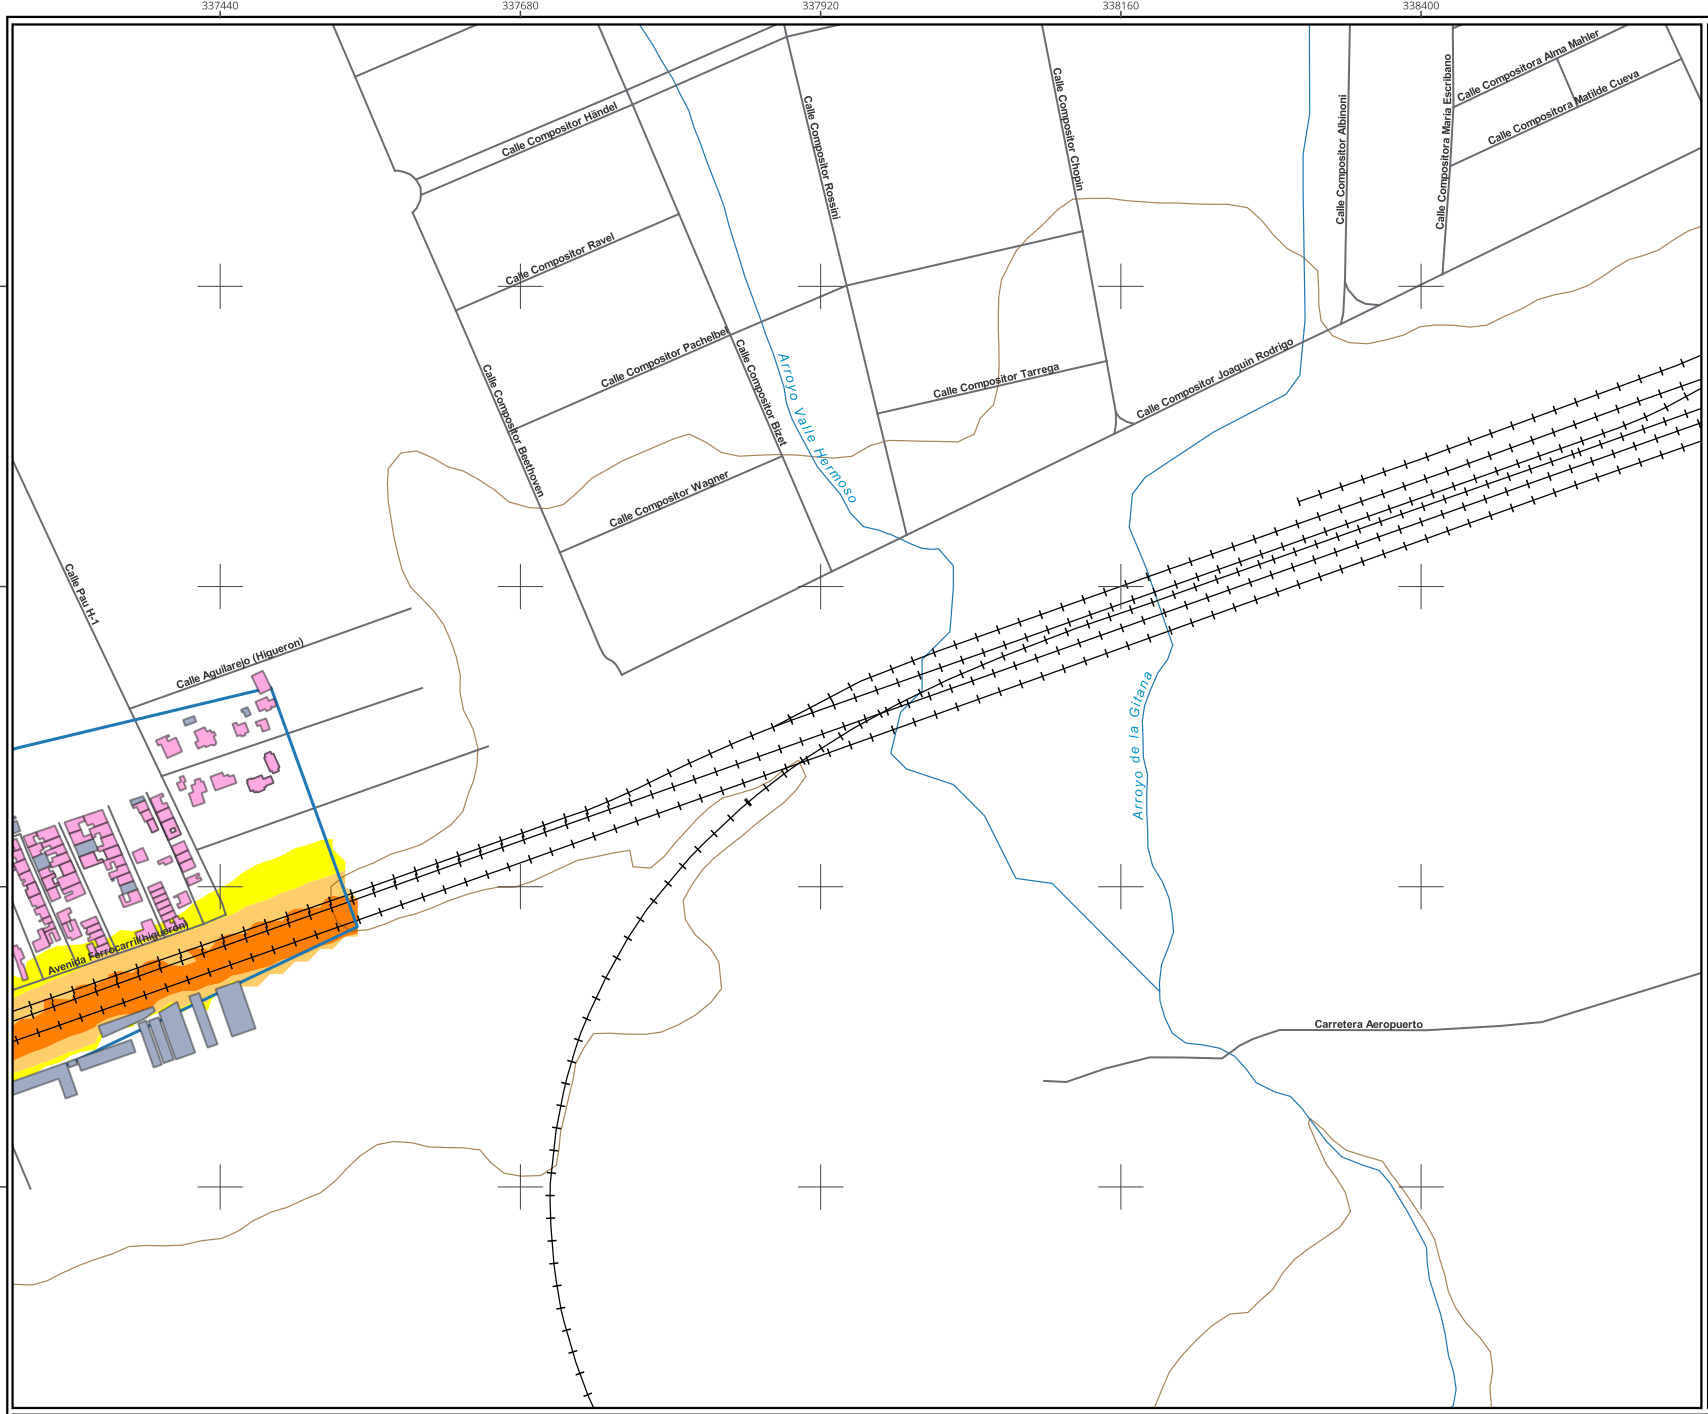 337440
337680
337920
338160
338400
Calle Compositora Alma Mahler
Calle Compositora Matilde Cueva
Calle Compositora Maria Escribano
Calle Compositor Albinoni
Calle Compositor Chopin
Calle Compositor Rossini
Calle Compositor Händel
Calle Compositor Ravel
Calle Compositor Pachelbel
Calle Compositor Bizet
Calle Compositor Beethoven
Calle Compositor Wagner
Calle Compositor Tarrega
Calle Compositor Joaquin Rodrigo
Arroyo Valle Hermoso
Calle Pau H-1
Calle Aguilarejo (Higueron)
Arroyo de la Gitana
Avenida Ferrocarril(higueron)
Carretera Aeropuerto